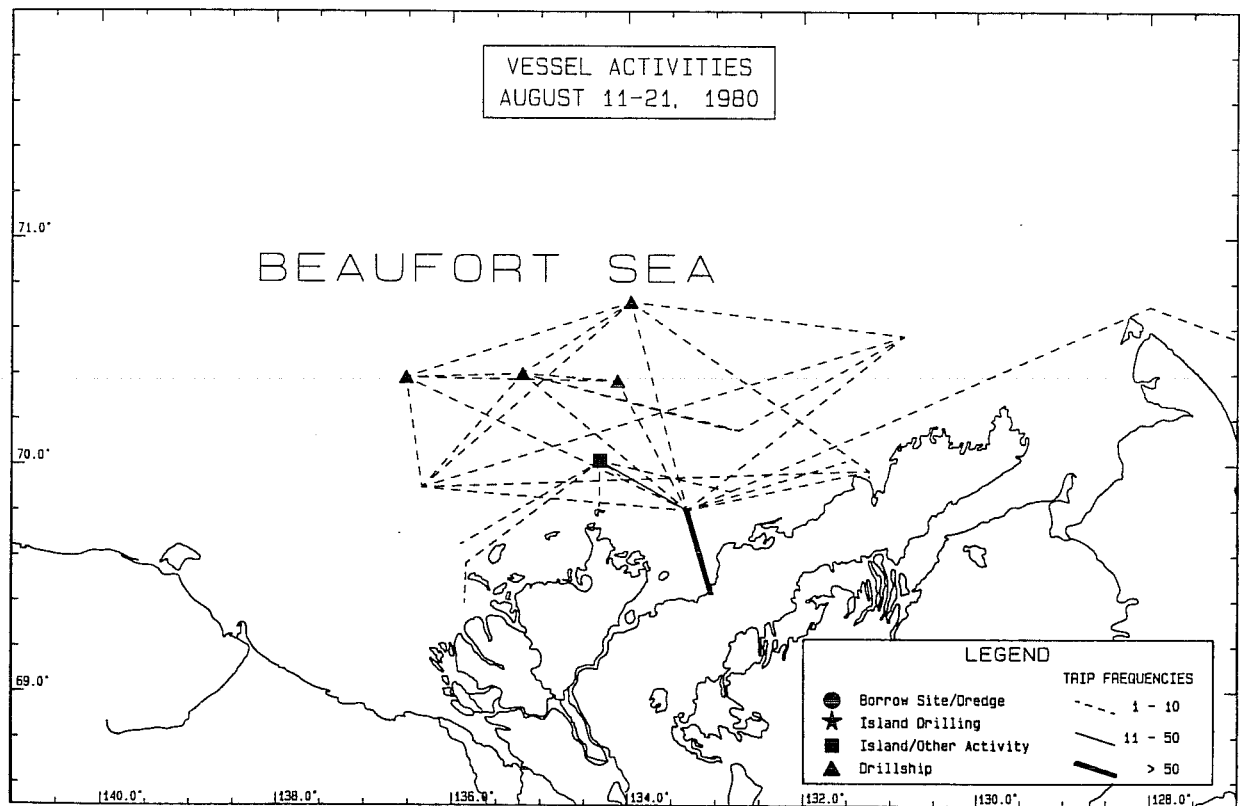 VESSEL ACTIVITIES
AUGUST 11-21, 1980
71.0°
BEAUFORT SEA
70.0°
69.0°
LEGEND
TRIP FREQUENCIES
Borrow Site/Dredge
1 - 10
Island Drilling
11 - 50
Island/Other Activity
Drillship
> 50
140.0° 138.0° 136.0° 134.0° 132.0° 130.0° 128.0°